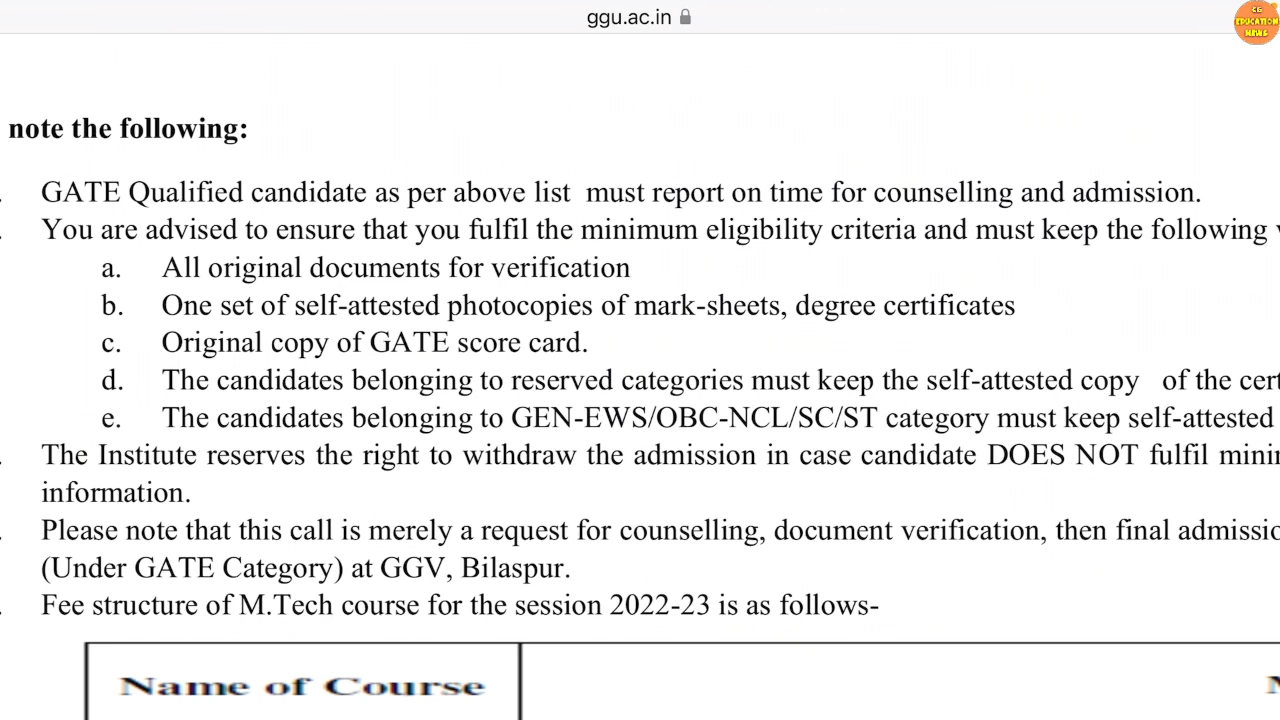 ggu.ac.in
CG
EDUCATION
NEWS
note the following:
GATE Qualified candidate as per above list must report on time for counselling and admission.
You are advised to ensure that you fulfil the minimum eligibility criteria and must keep the following
a. All original documents for verification
b. One set of self-attested photocopies of mark-sheets, degree certificates
c. Original copy of GATE score card.
d. The candidates belonging to reserved categories must keep the self-attested copy of the cert
e. The candidates belonging to GEN-EWS/OBC-NCL/SC/ST category must keep self-attested
The Institute reserves the right to withdraw the admission in case candidate DOES NOT fulfil mini
information.
Please note that this call is merely a request for counselling, document verification, then final admissio
(Under GATE Category) at GGV, Bilaspur.
Fee structure of M.Tech course for the session 2022-23 is as follows-
Name of Course